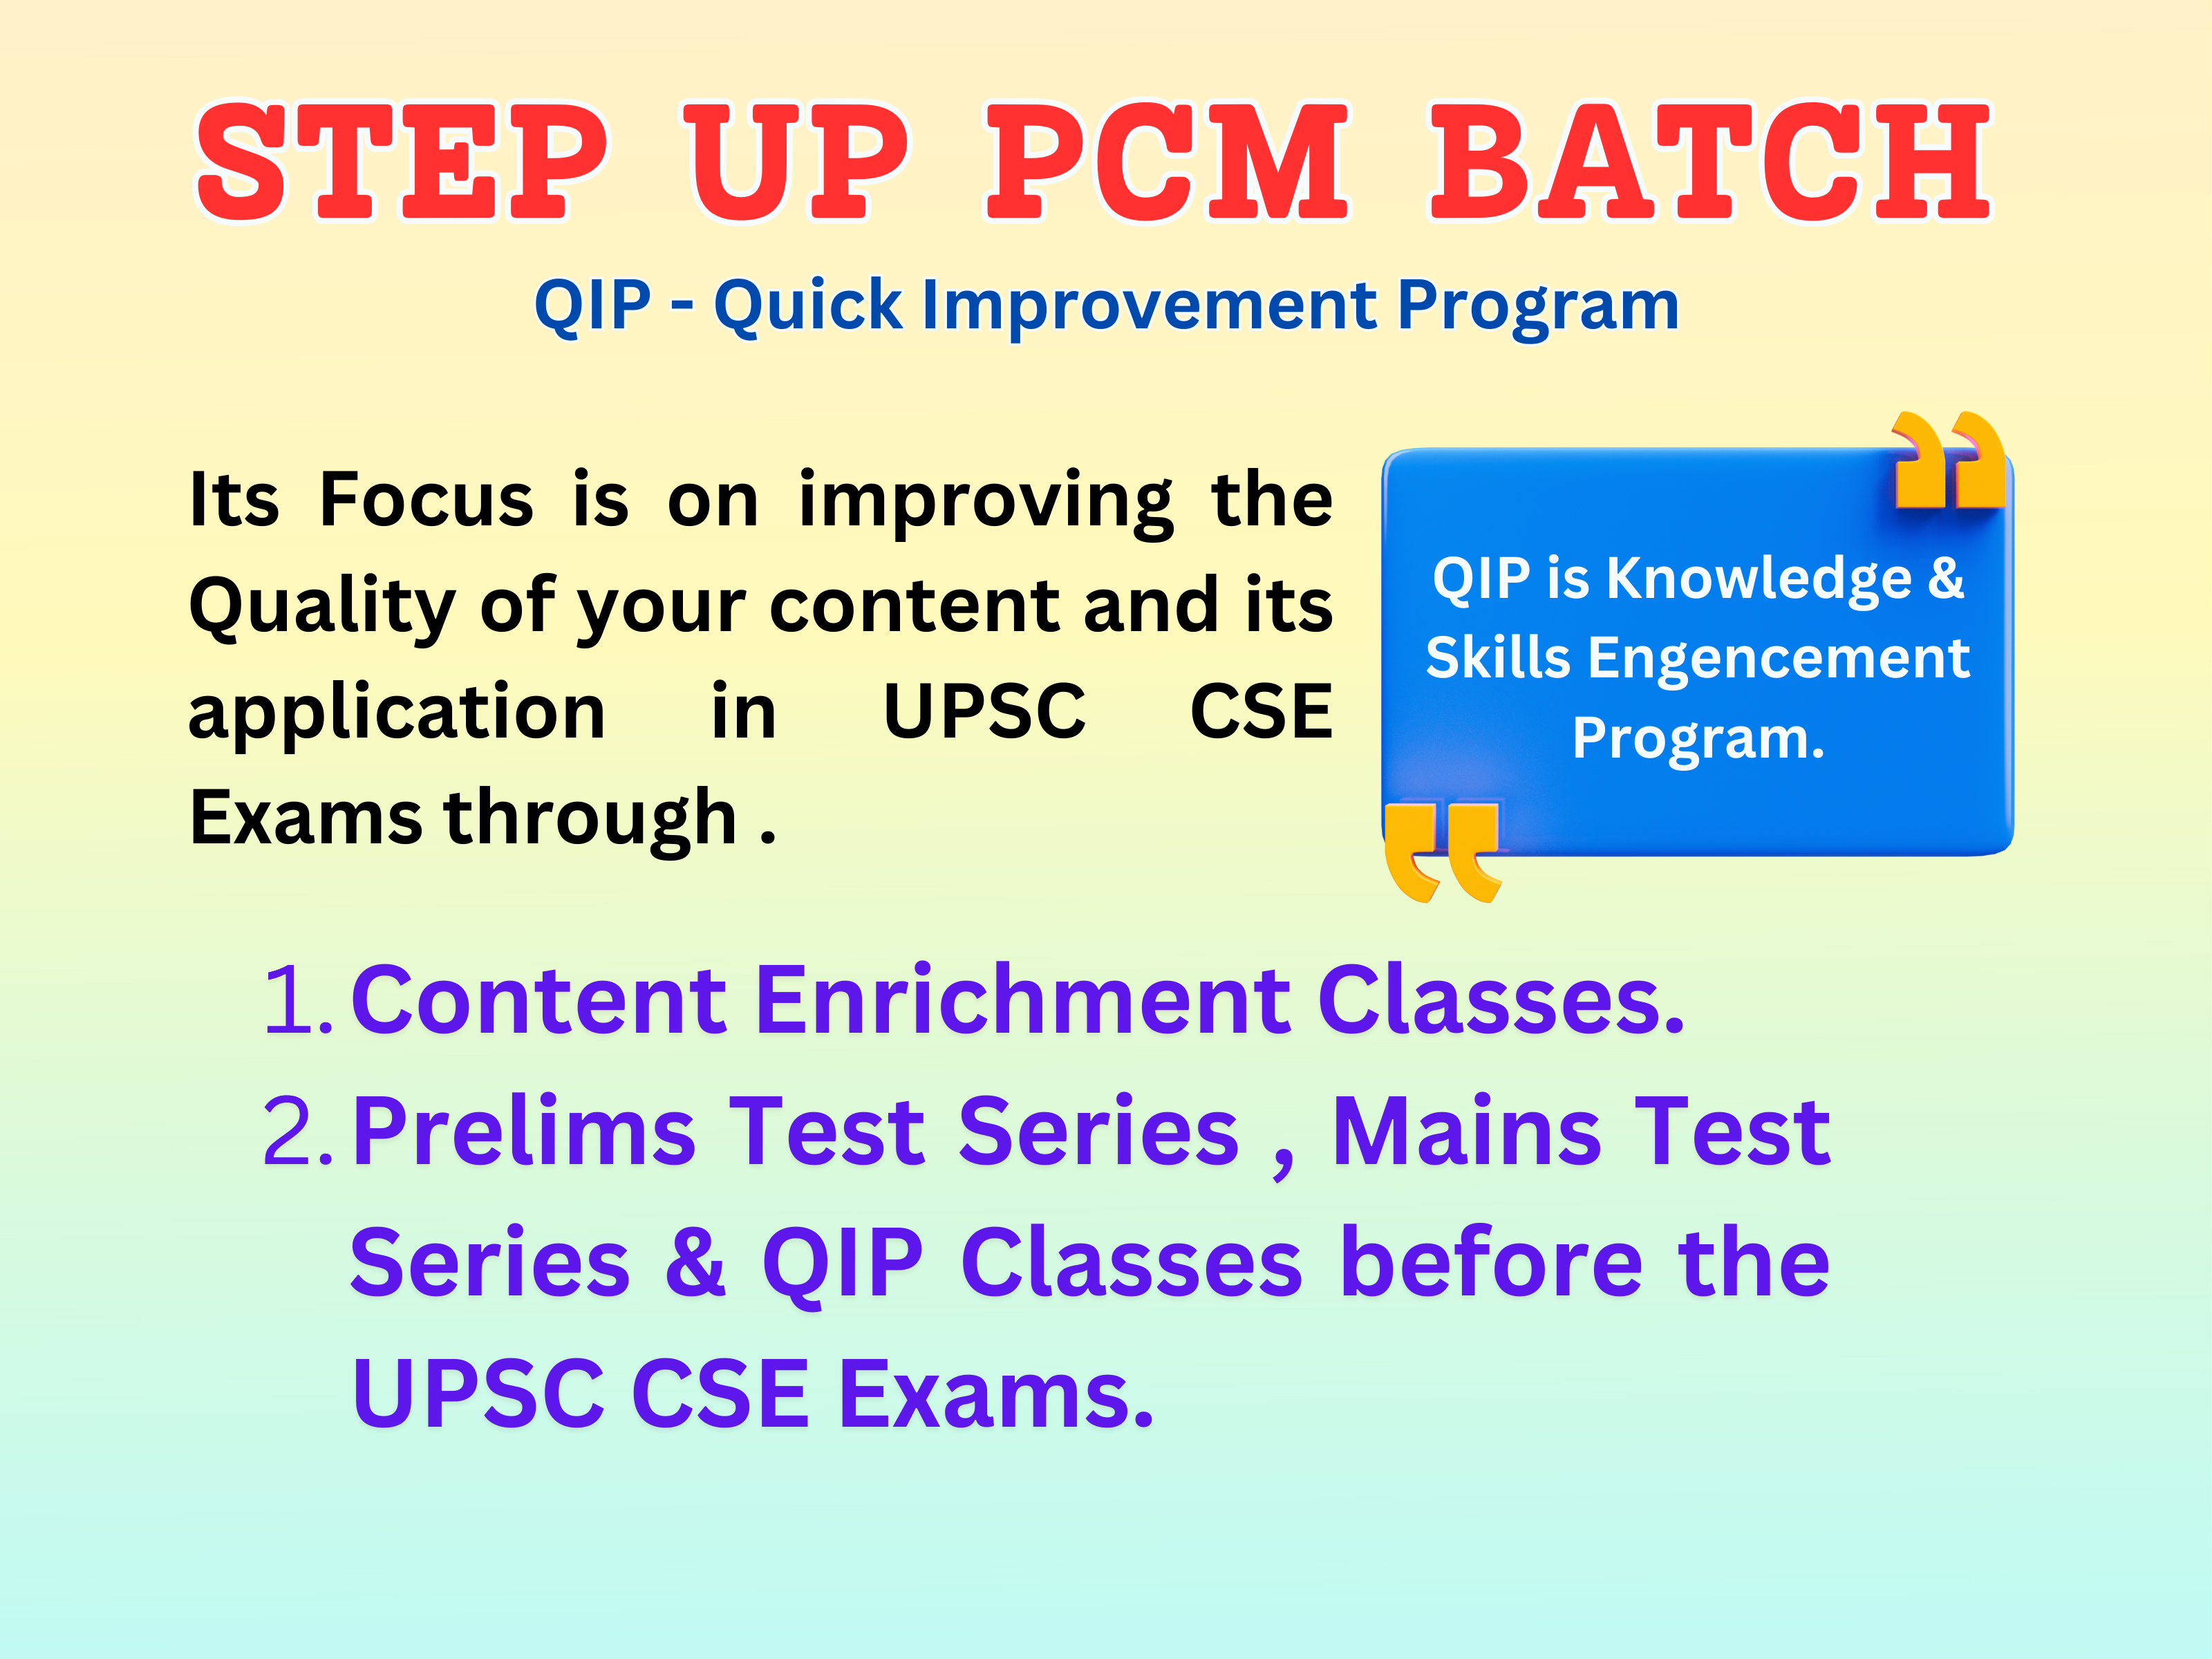 STEP UP PCM BATCH
QIP - Quick Improvement Program
Its Focus is on improving the
Quality of your content and its
application in UPSC CSE
Exams through .
QIP is Knowledge &
Skills Engencement
Program.
1. Content Enrichment Classes.
2. Prelims Test Series , Mains Test
Series & QIP Classes before the
UPSC CSE Exams.